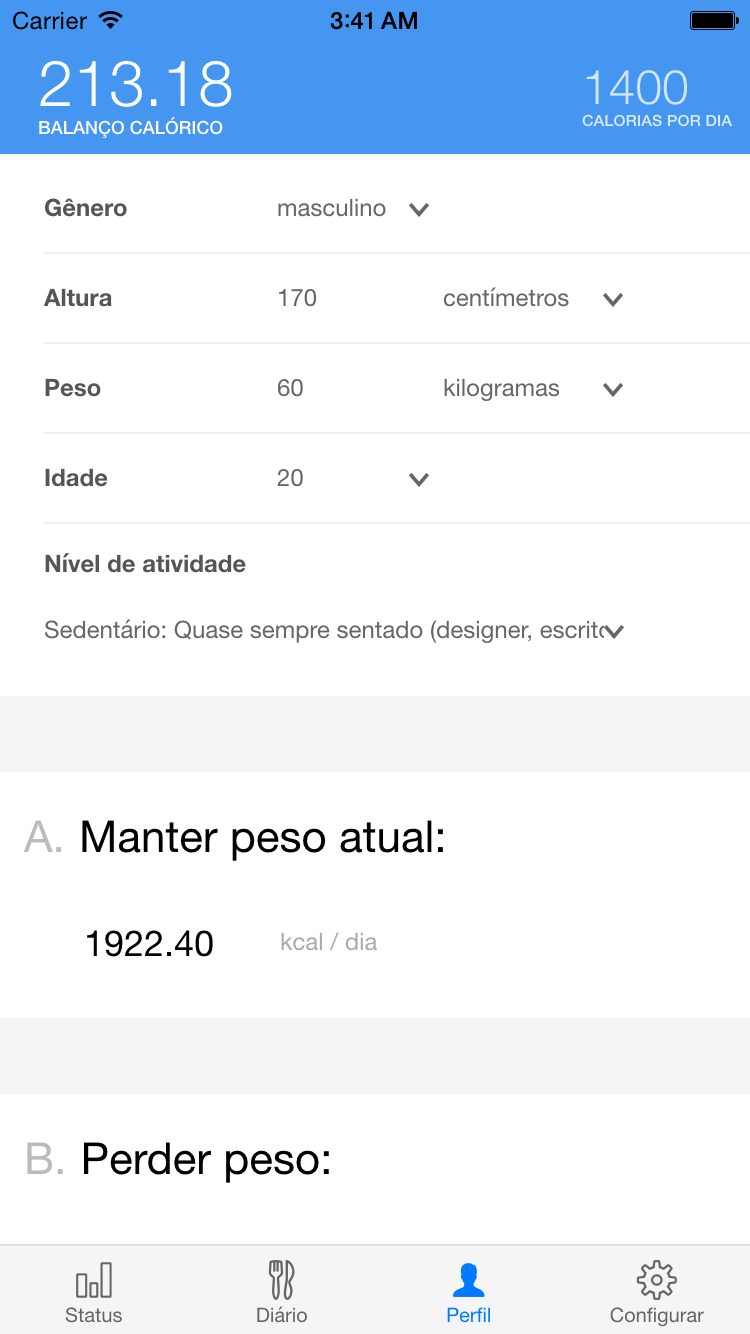 Carrier 3:41 AM
213.18 1400
BALANÇO CALÓRICO CALORIAS POR DIA
Gênero masculino
Altura 170 centímetros
Peso 60 kilogramas
Idade 20
Nível de atividade
Sedentário: Quase sempre sentado (designer, escrito
A. Manter peso atual:
1922.40 kcal / dia
B. Perder peso:
Status Diário Perfil Configurar